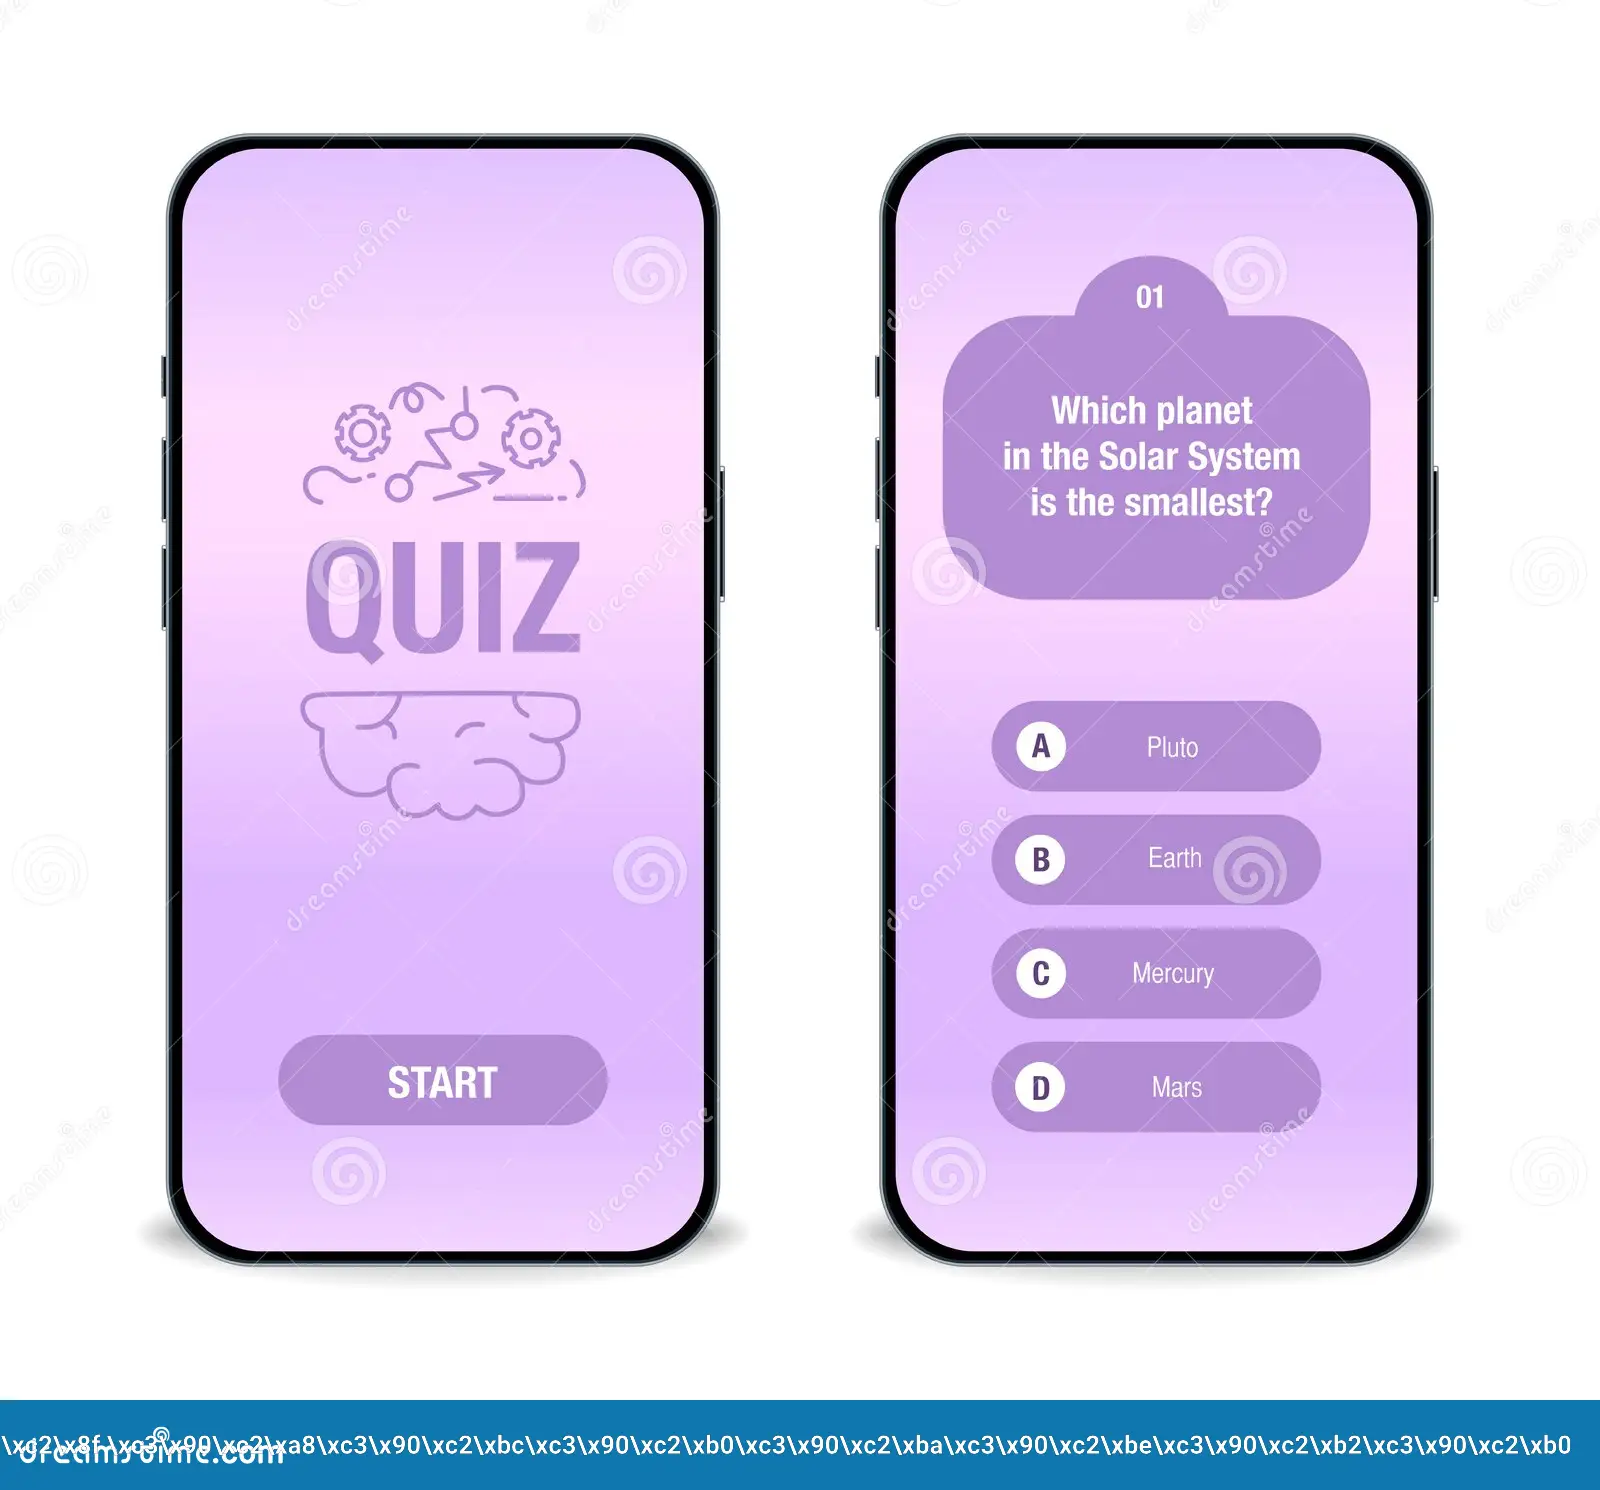 QUIZ
START
01
Which planet
in the Solar System
is the smallest?
A Pluto
B Earth
C Mercury
D Mars
dreamstime
dreamstime.com
\xc2\x8f.\xc3\x90\xc2\xa8\xc3\x90\xc2\xbc\xc3\x90\xc2\xb0\xc3\x90\xc2\xba\xc3\x90\xc2\xbe\xc3\x90\xc2\xb2\xc3\x90\xc2\xb0